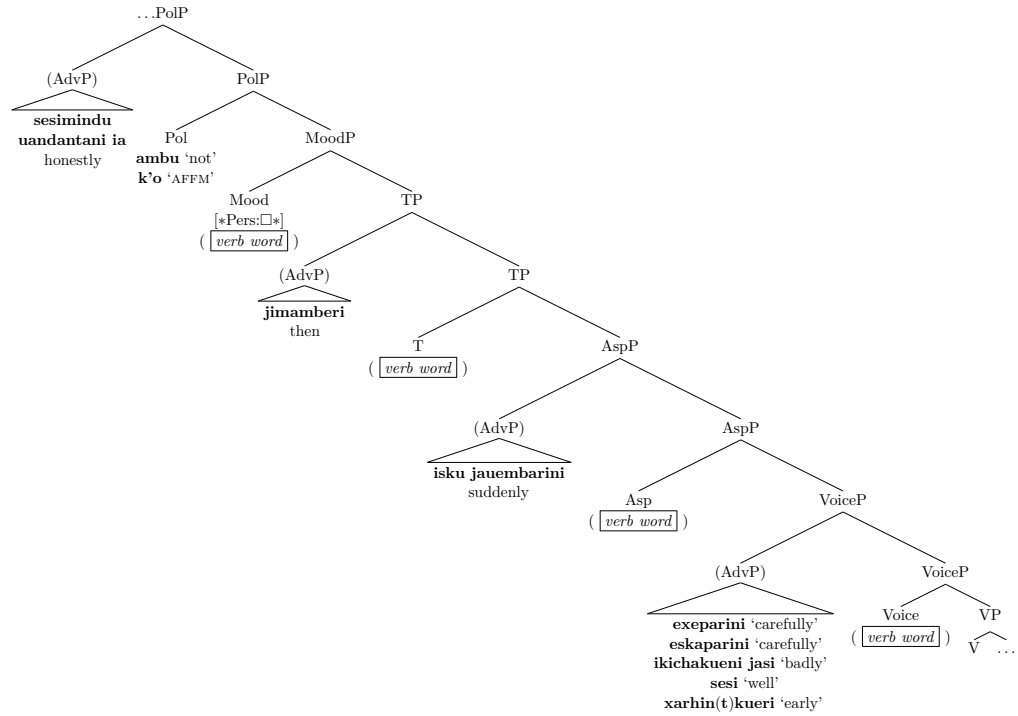 ...PolP
(AdvP)
PolP
sesimindu
uandantani ia
honestly
Pol
ambu ‘not’
k’o ‘AFFM’
MoodP
Mood
[∗Pers:□∗]
( verb word )
TP
(AdvP)
jimamberi
then
TP
T
( verb word )
AspP
(AdvP)
isku jauembarini
suddenly
AspP
Asp
( verb word )
VoiceP
(AdvP)
exeparini ‘carefully’
eskaparini ‘carefully’
ikichakueni jasi ‘badly’
sesi ‘well’
xarhin(t)kueri ‘early’
VoiceP
Voice
( verb word )
VP
V ...